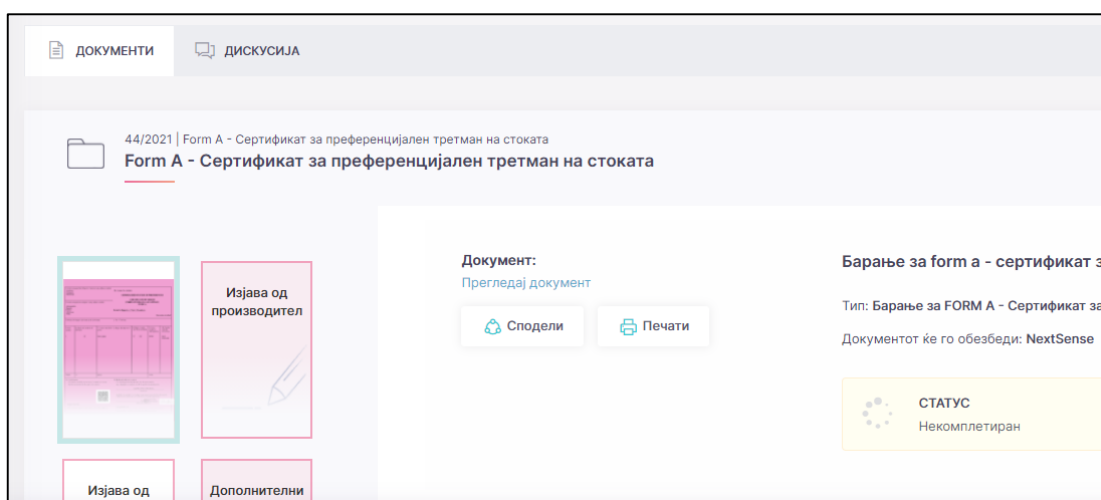 ДОКУМЕНТИ
ДИСКУСИЈА
44/2021 | Form A - Сертификат за преференцијален третман на стоката
Form A - Сертификат за преференцијален третман на стоката
Изјава од
производител
Изјава од
Дополнителни
Документ:
Прегледај документ
Сподели
Печати
Барање за form a - сертификат з
Тип: Барање за FORM A - Сертификат за
Документот ќе го обезбеди: NextSense
СТАТУС
Некомплетиран